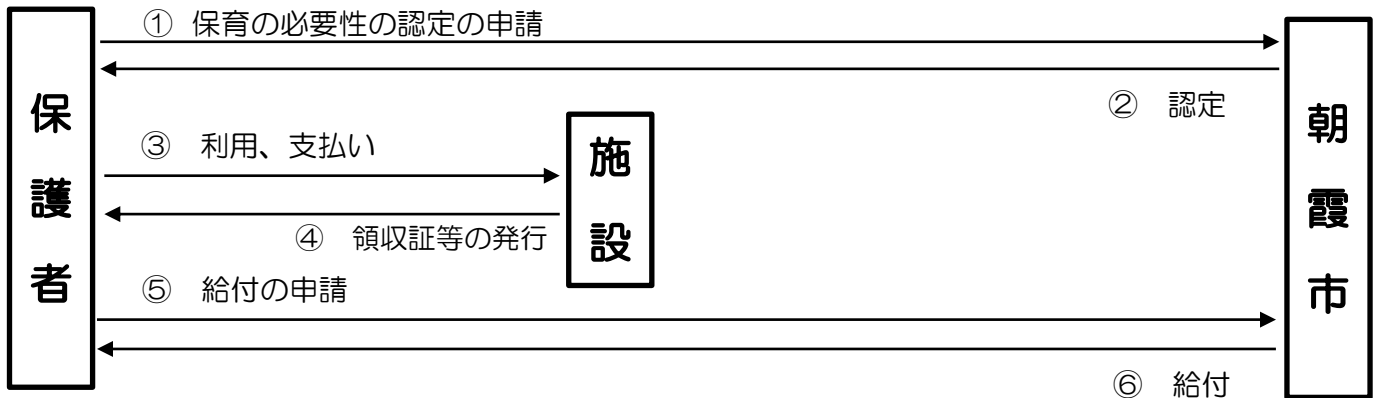 ① 保育の必要性の認定の申請
② 認定
保護者
③ 利用、支払い
施設
朝霞市
④ 領収証等の発行
⑤ 給付の申請
⑥ 給付